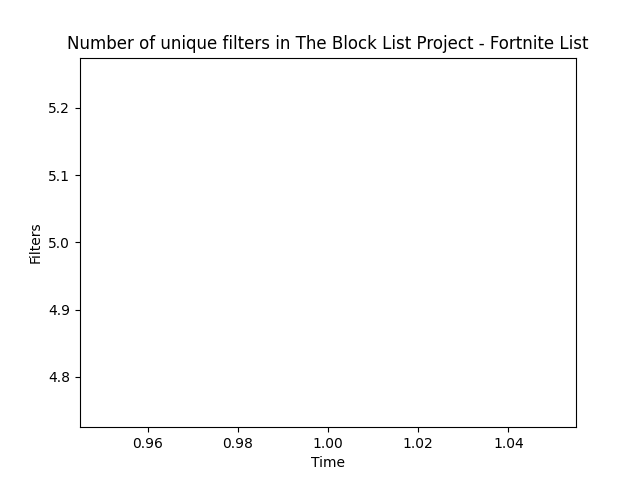 Number of unique filters in The Block List Project - Fortnite List
5.2
5.1
5.0
4.9
4.8
Filters
0.96 0.98 1.00 1.02 1.04
Time